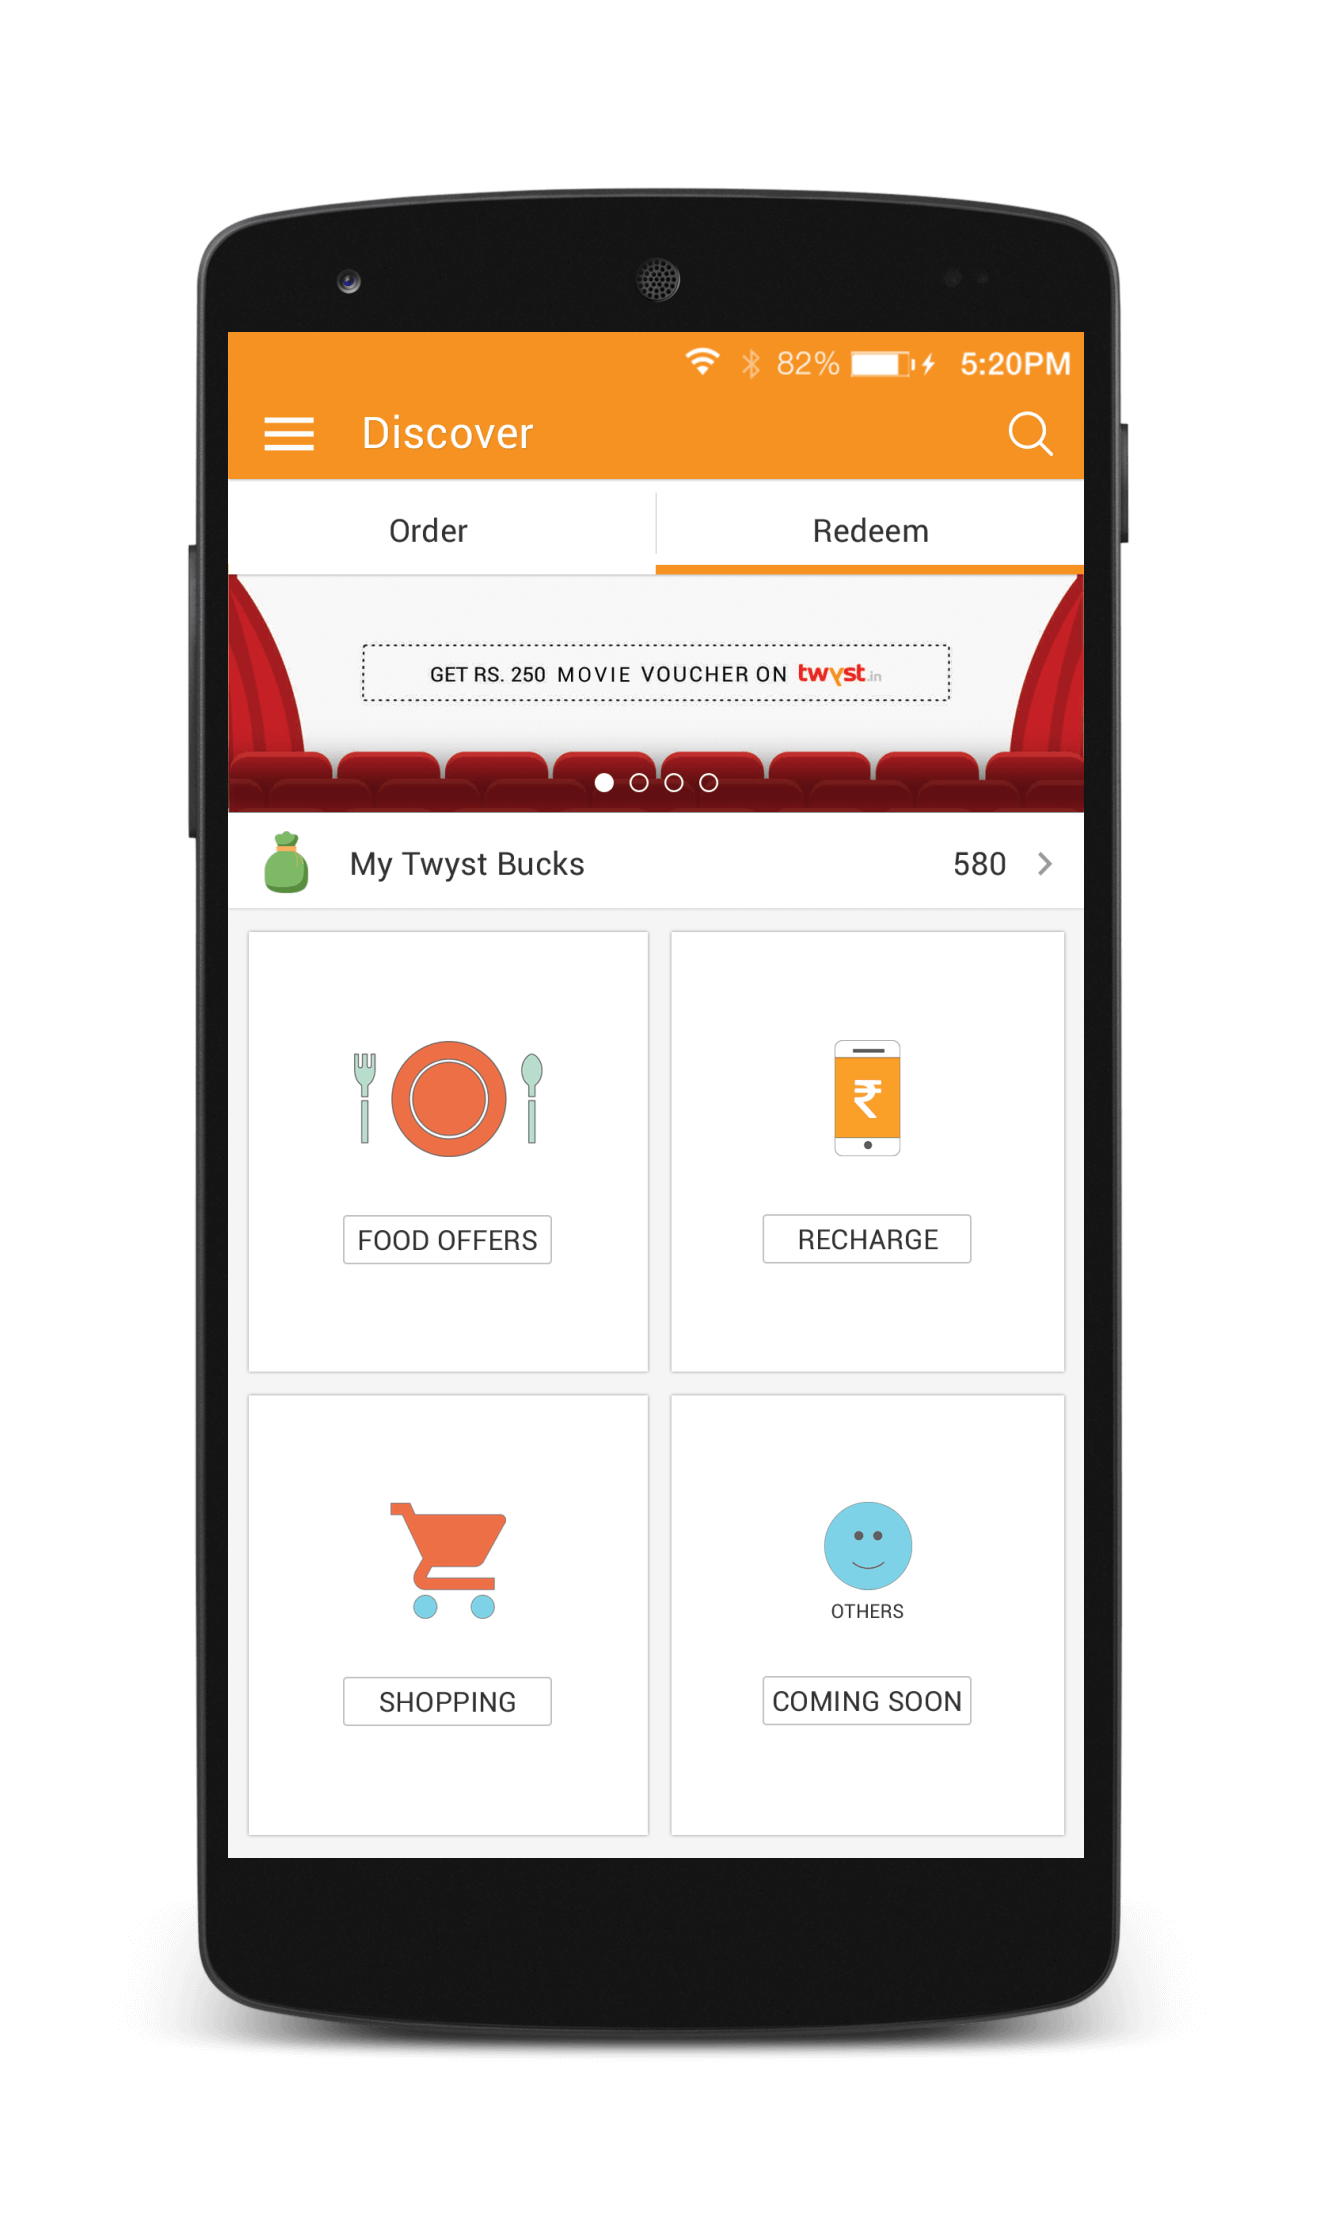 82% 5:20PM
Discover
Order Redeem
GET RS. 250 MOVIE VOUCHER ON twyst.in
My Twyst Bucks 580
FOOD OFFERS RECHARGE
OTHERS
SHOPPING COMING SOON